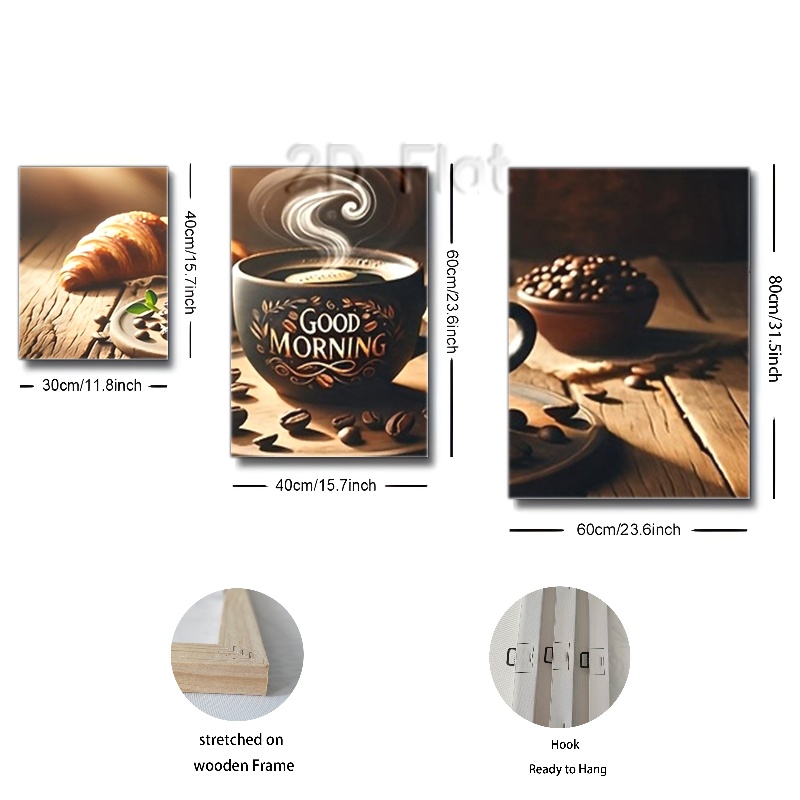 2D Flat
40cm/15.7inch
30cm/11.8inch
GOOD
MORNING
60cm/23.6inch
40cm/15.7inch
80cm/31.5inch
60cm/23.6inch
stretched on
wooden Frame
Hook
Ready to Hang